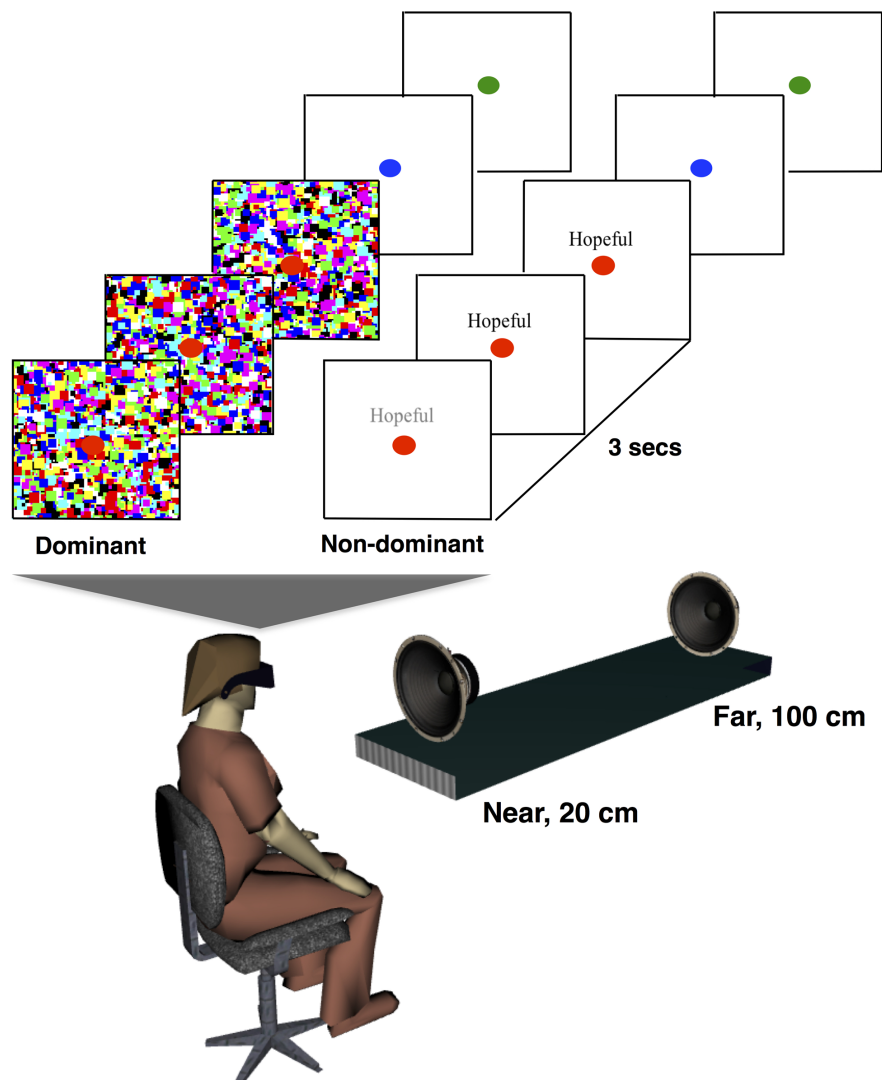 Hopeful
Hopeful
Hopeful
3 secs
Dominant
Non-dominant
Far, 100 cm
Near, 20 cm